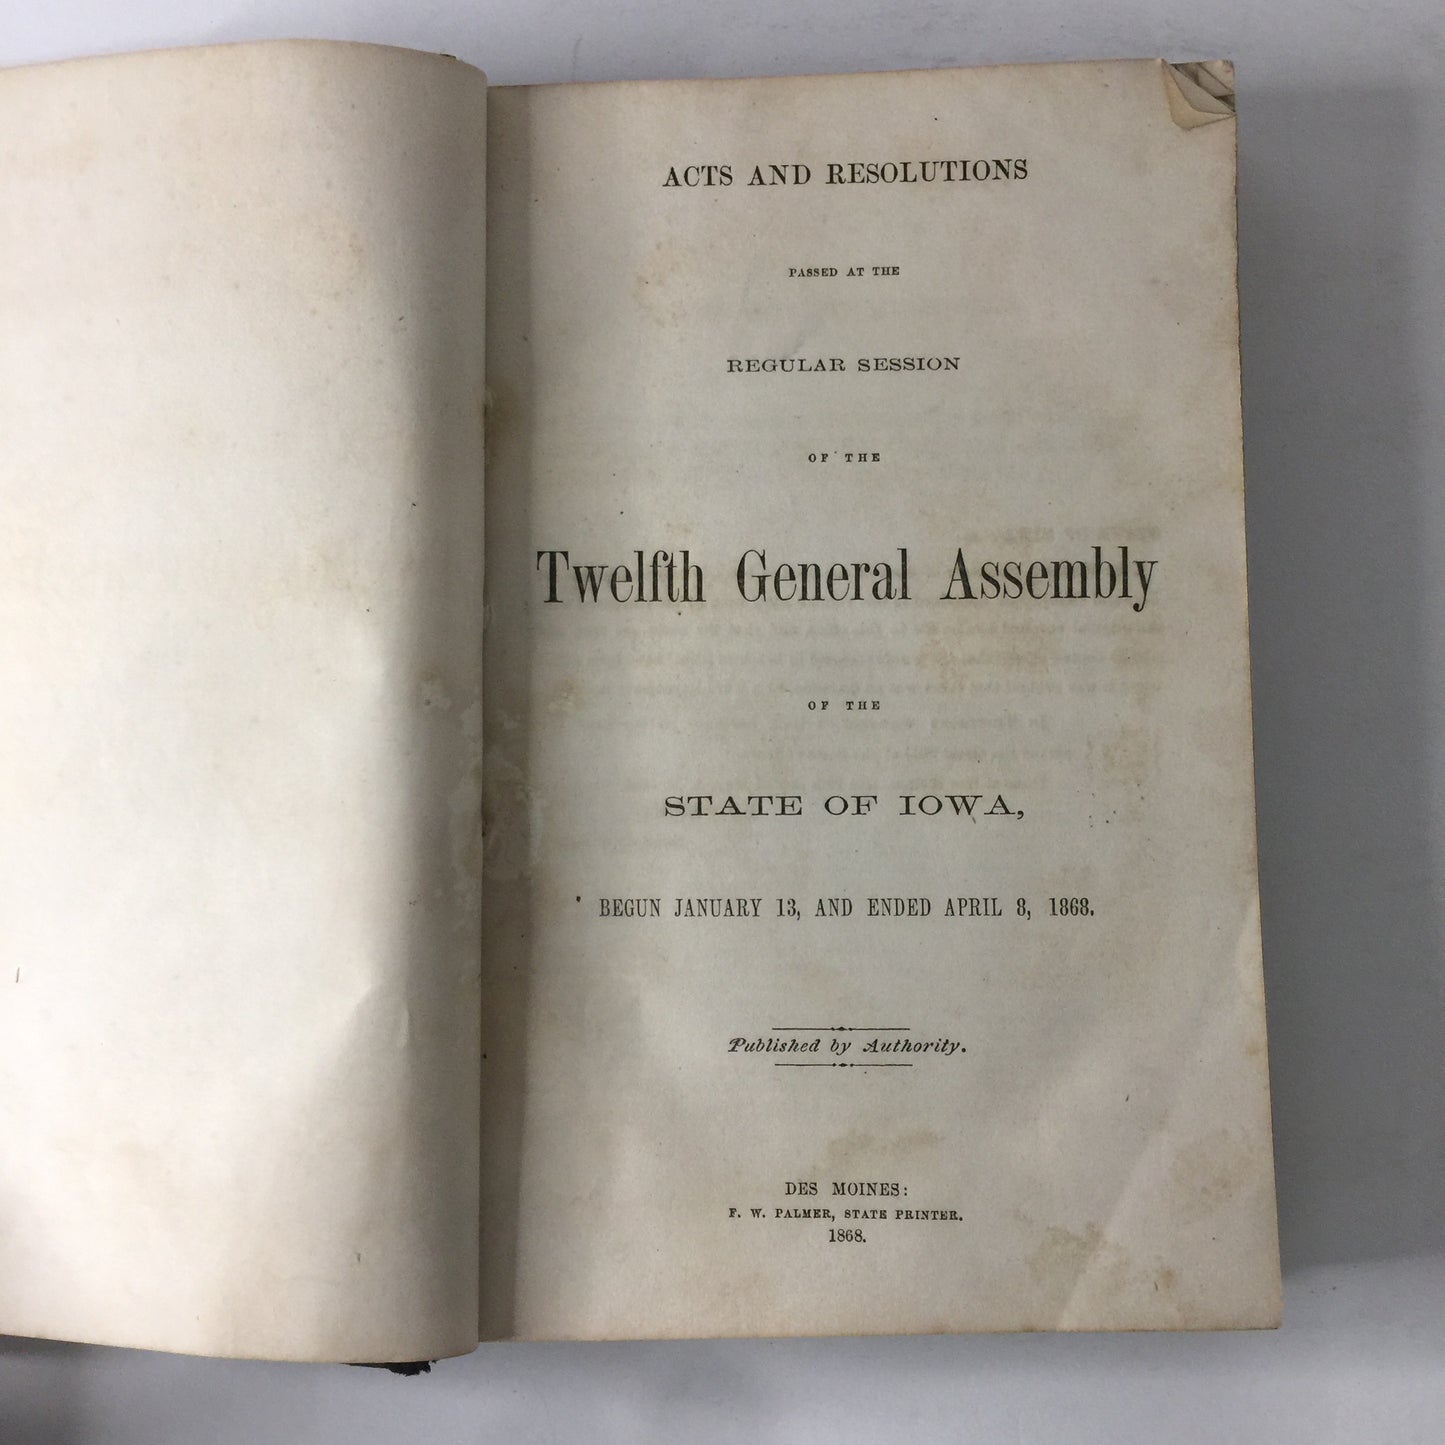 ACTS AND RESOLUTIONS
PASSED AT THE
REGULAR SESSION
OF THE
Twelfth General Assembly
OF THE
STATE OF IOWA,
BEGUN JANUARY 13, AND ENDED APRIL 8, 1868.
Published by Authority.
DES MOINES:
F. W. PALMER, STATE PRINTER.
1868.